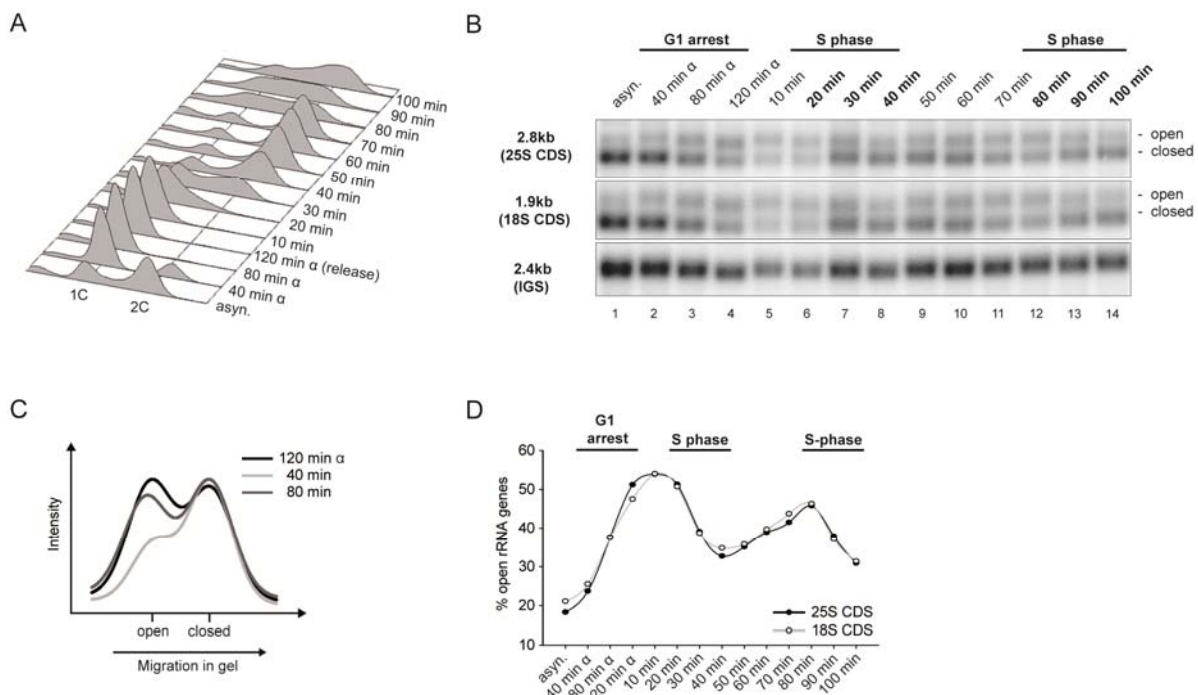 A
100 min
90 min
80 min
70 min
60 min
50 min
40 min
30 min
20 min
10 min
120 min α (release)
80 min α
40 min α
asyn.
1C
2C
B
G1 arrest
S phase
S phase
asyn.
40 min α
80 min α
120 min α
10 min
20 min
30 min
40 min
50 min
60 min
70 min
80 min
90 min
100 min
2.8kb
(25S CDS)
- open
- closed
1.9kb
(18S CDS)
- open
- closed
2.4kb
(IGS)
1 2 3 4 5 6 7 8 9 10 11 12 13 14
C
Intensity
120 min α
40 min
80 min
open closed
Migration in gel
D
G1
arrest
S phase
S-phase
% open rRNA genes
60
50
40
30
20
10
25S CDS
18S CDS
asyn.
40 min α
80 min α
120 min α
10 min
20 min
30 min
40 min
50 min
60 min
70 min
80 min
90 min
100 min